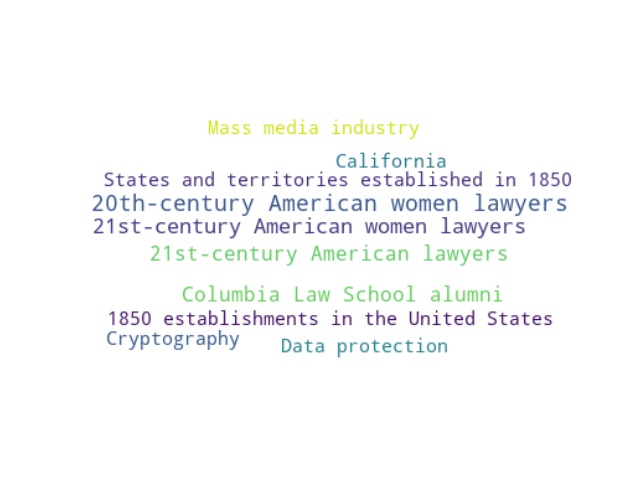 Mass media industry
California
States and territories established in 1850
20th-century American women lawyers
21st-century American women lawyers
21st-century American lawyers
Columbia Law School alumni
1850 establishments in the United States
Cryptography
Data protection